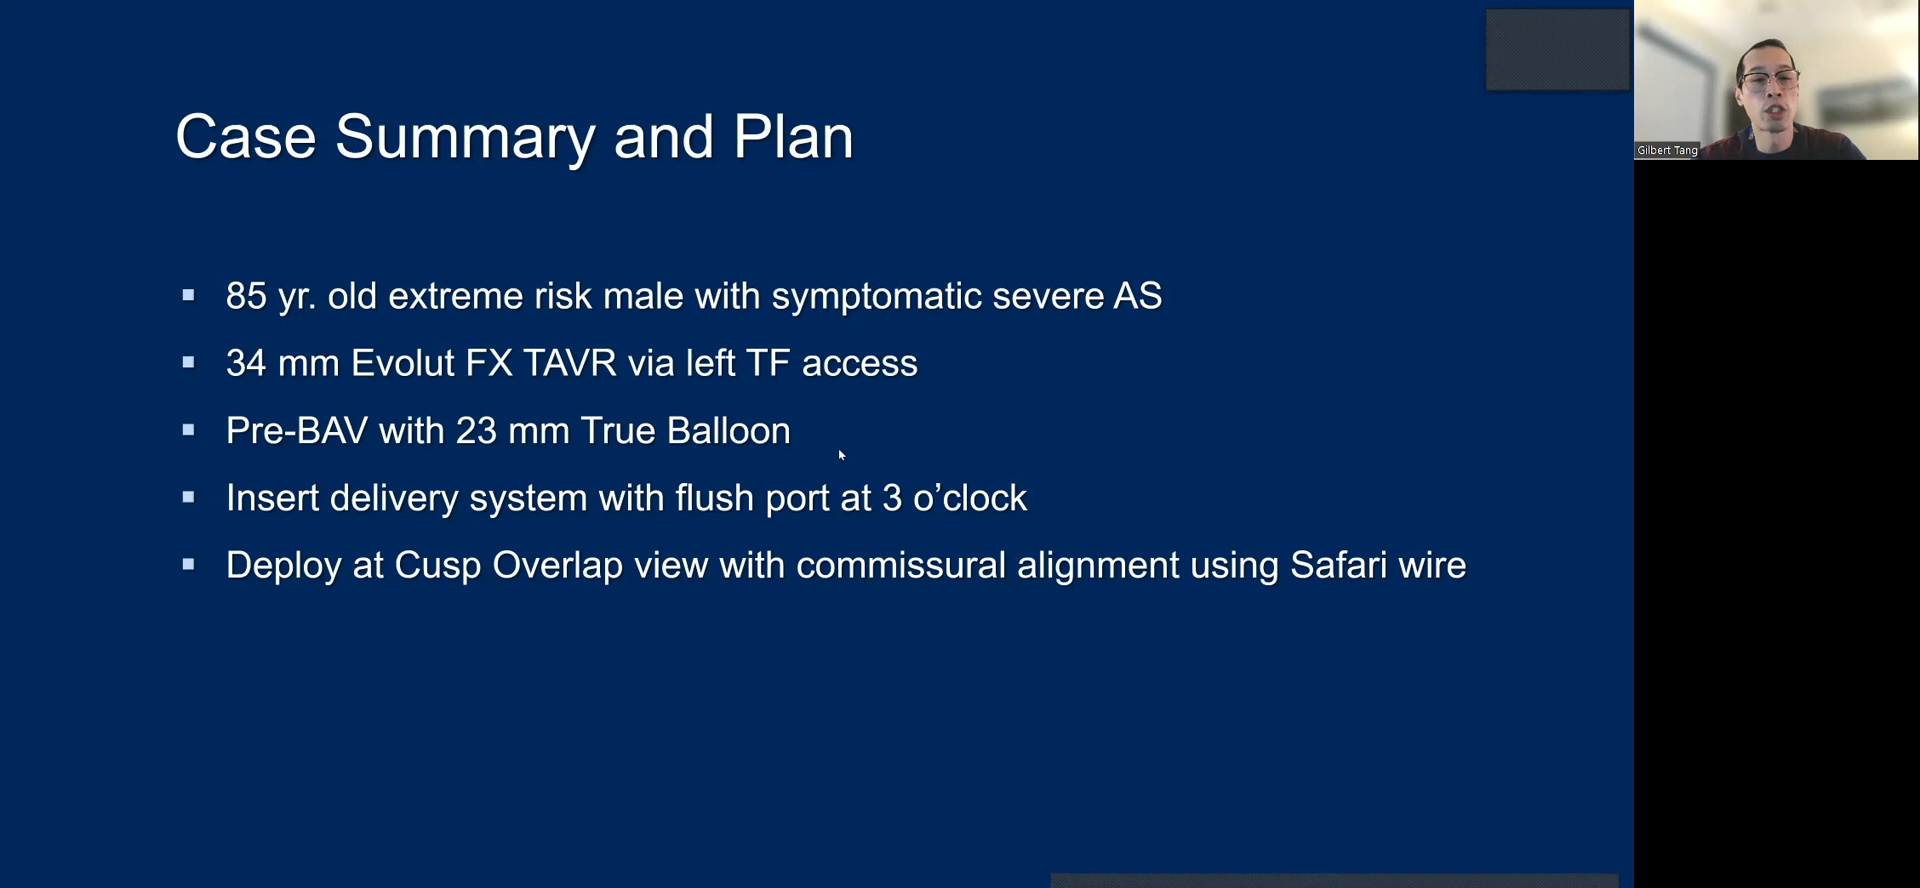 Case Summary and Plan
▪ 85 yr. old extreme risk male with symptomatic severe AS
▪ 34 mm Evolut FX TAVR via left TF access
▪ Pre-BAV with 23 mm True Balloon
▪ Insert delivery system with flush port at 3 o’clock
▪ Deploy at Cusp Overlap view with commissural alignment using Safari wire
Gilbert Tang